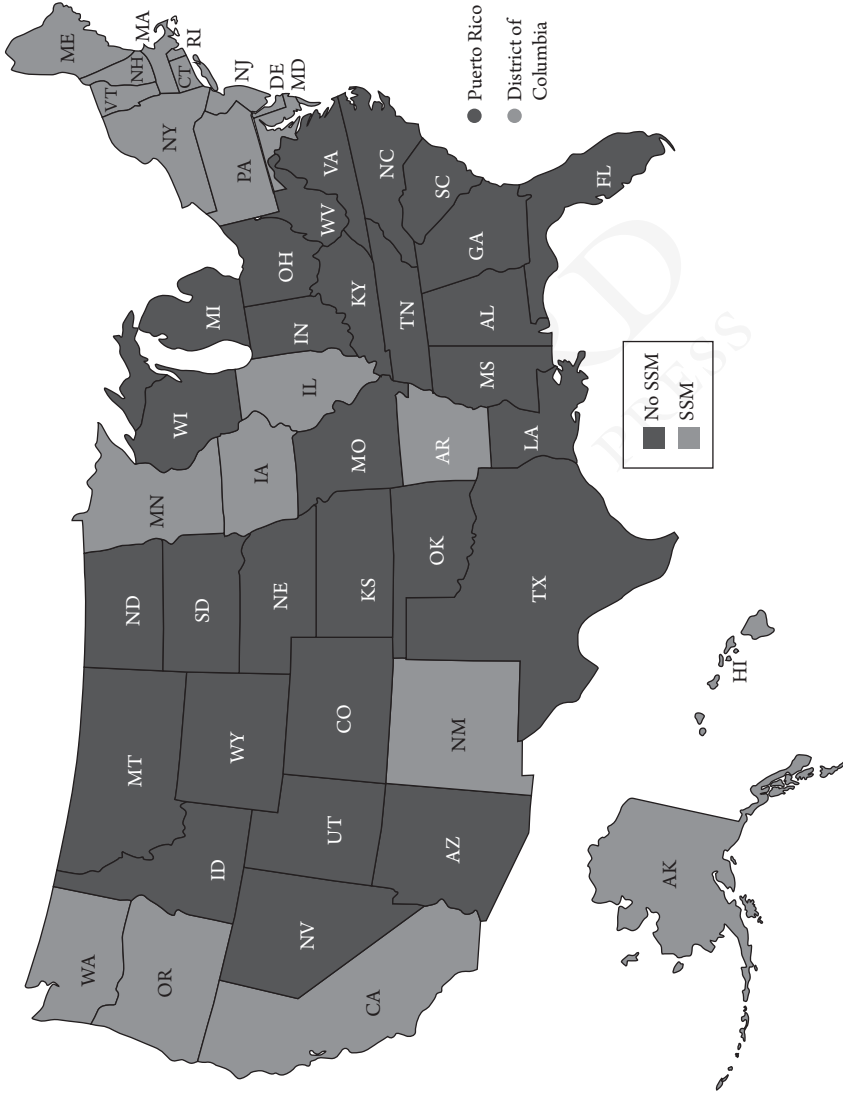 WA
OR
CA
NV
ID
MT
WY
UT
AZ
CO
NM
ND
SD
NE
KS
OK
TX
MN
IA
MO
AR
LA
WI
IL
MS
MI
IN
KY
TN
AL
OH
WV
VA
NC
SC
GA
FL
PA
NY
VT
NH
ME
MA
RI
CT
NJ
DE
MD
AK
HI
Puerto Rico
District of
Columbia
No SSM
SSM
PRESS